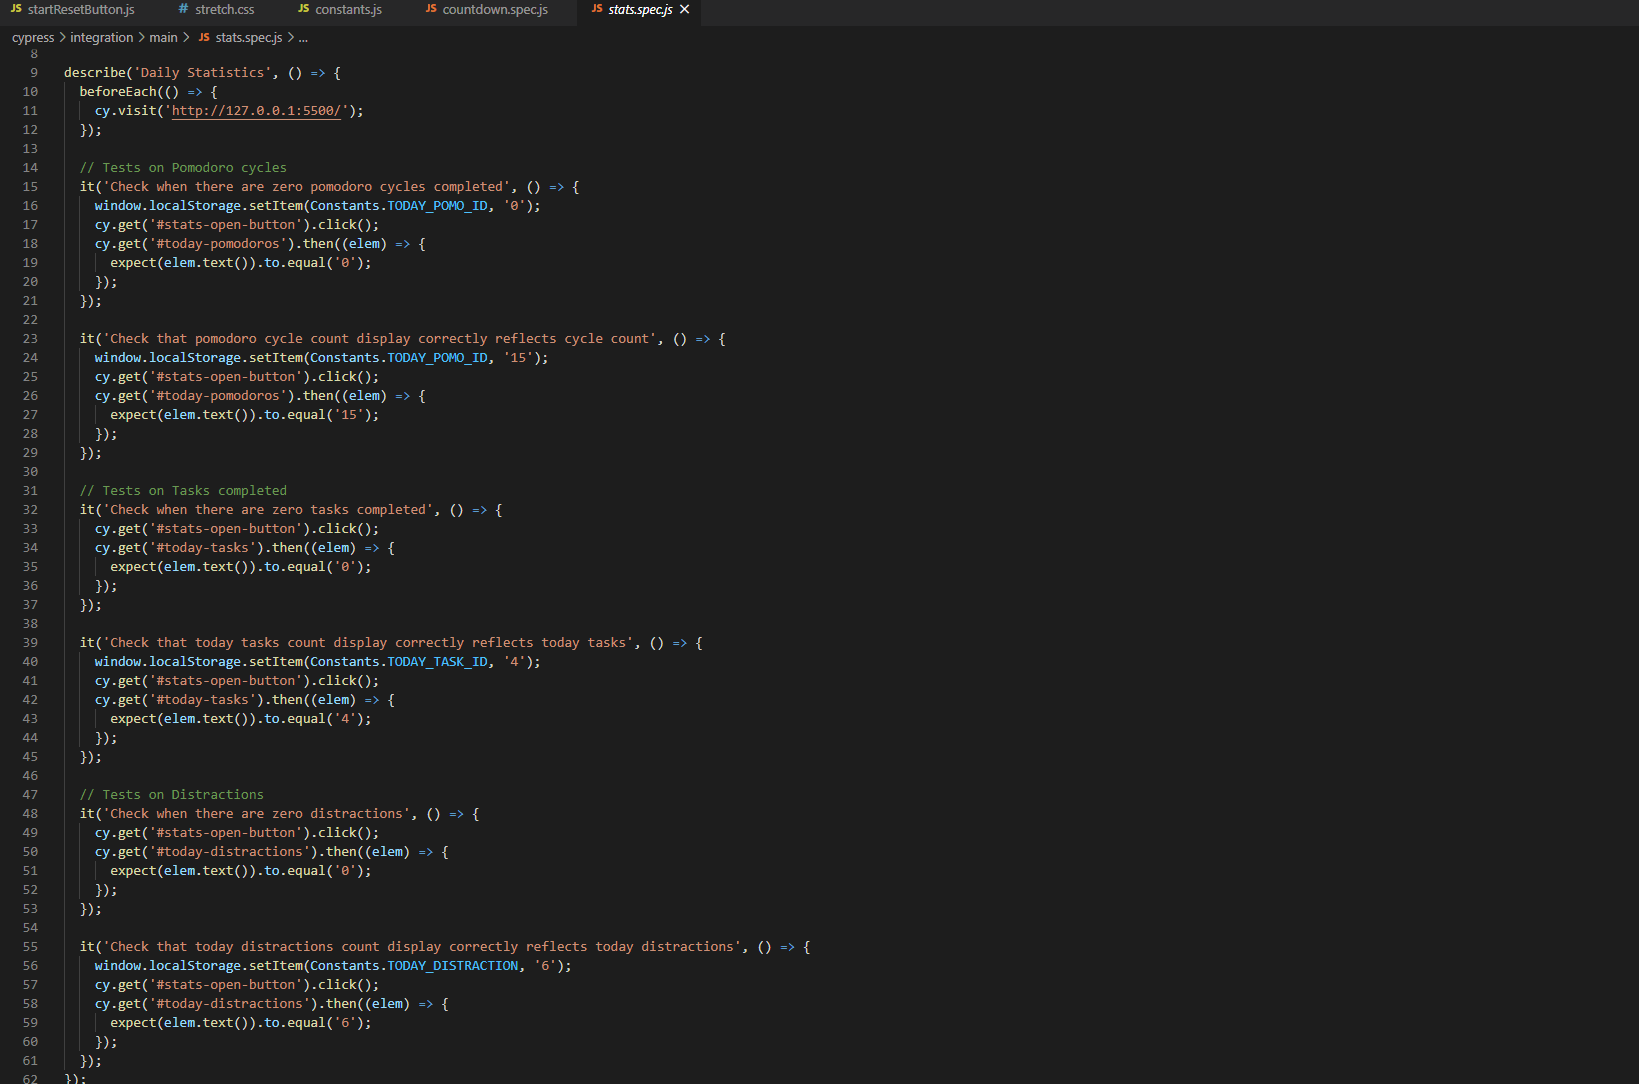 JS startResetButton.js # stretch.css JS constants.js JS countdown.spec.js JS stats.spec.js ×
cypress > integration > main > JS stats.spec.js > ...
8
9 describe('Daily Statistics', () => {
10 beforeEach(() => {
11 cy.visit('http://127.0.0.1:5500/');
12 });
13
14 // Tests on Pomodoro cycles
15 it('Check when there are zero pomodoro cycles completed', () => {
16 window.localStorage.setItem(Constants.TODAY_POMO_ID, '0');
17 cy.get('#stats-open-button').click();
18 cy.get('#today-pomodoros').then((elem) => {
19 expect(elem.text()).to.equal('0');
20 });
21 });
22
23 it('Check that pomodoro cycle count display correctly reflects cycle count', () => {
24 window.localStorage.setItem(Constants.TODAY_POMO_ID, '15');
25 cy.get('#stats-open-button').click();
26 cy.get('#today-pomodoros').then((elem) => {
27 expect(elem.text()).to.equal('15');
28 });
29 });
30
31 // Tests on Tasks completed
32 it('Check when there are zero tasks completed', () => {
33 cy.get('#stats-open-button').click();
34 cy.get('#today-tasks').then((elem) => {
35 expect(elem.text()).to.equal('0');
36 });
37 });
38
39 it('Check that today tasks count display correctly reflects today tasks', () => {
40 window.localStorage.setItem(Constants.TODAY_TASK_ID, '4');
41 cy.get('#stats-open-button').click();
42 cy.get('#today-tasks').then((elem) => {
43 expect(elem.text()).to.equal('4');
44 });
45 });
46
47 // Tests on Distractions
48 it('Check when there are zero distractions', () => {
49 cy.get('#stats-open-button').click();
50 cy.get('#today-distractions').then((elem) => {
51 expect(elem.text()).to.equal('0');
52 });
53 });
54
55 it('Check that today distractions count display correctly reflects today distractions', () => {
56 window.localStorage.setItem(Constants.TODAY_DISTRACTION, '6');
57 cy.get('#stats-open-button').click();
58 cy.get('#today-distractions').then((elem) => {
59 expect(elem.text()).to.equal('6');
60 });
61 });
62 });